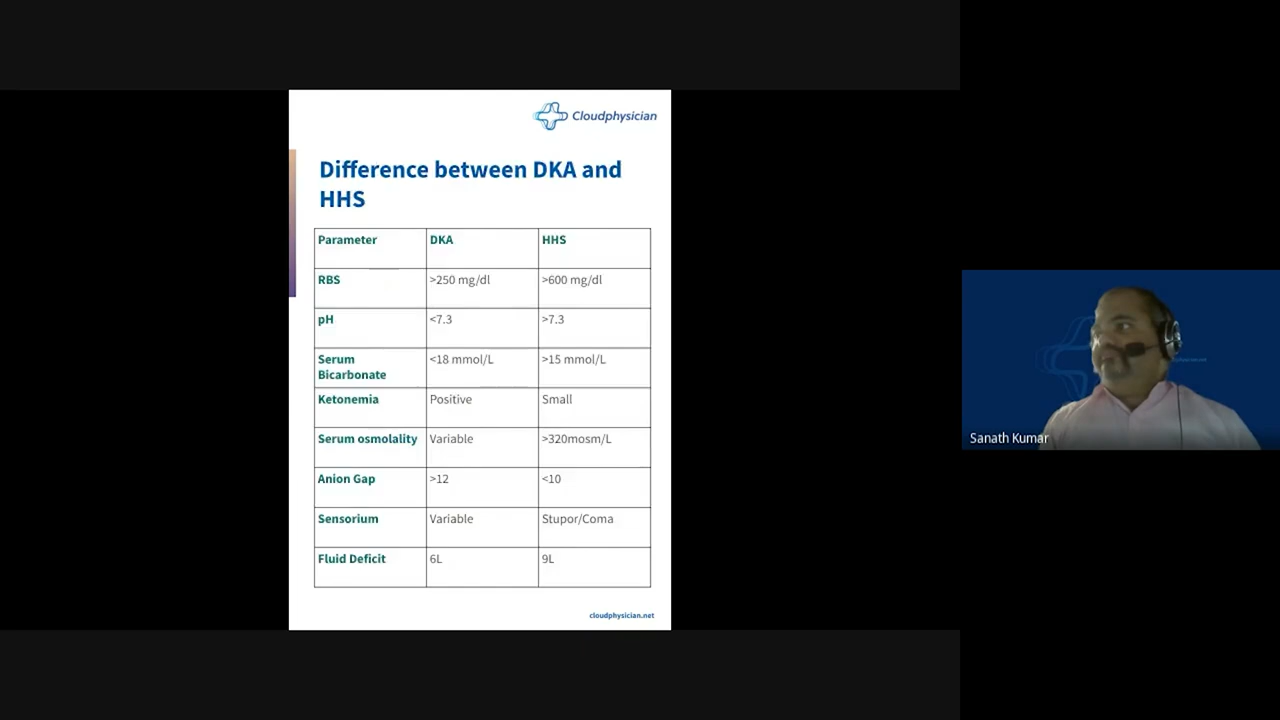 Cloudphysician
Difference between DKA and
HHS
Parameter DKA HHS
RBS >250 mg/dl >600 mg/dl
pH <7.3 >7.3
Serum
Bicarbonate <18 mmol/L >15 mmol/L
Ketonemia Positive Small
Serum osmolality Variable >320mosm/L
Anion Gap >12 <10
Sensorium Variable Stupor/Coma
Fluid Deficit 6L 9L
cloudphysician.net
Sanath Kumar